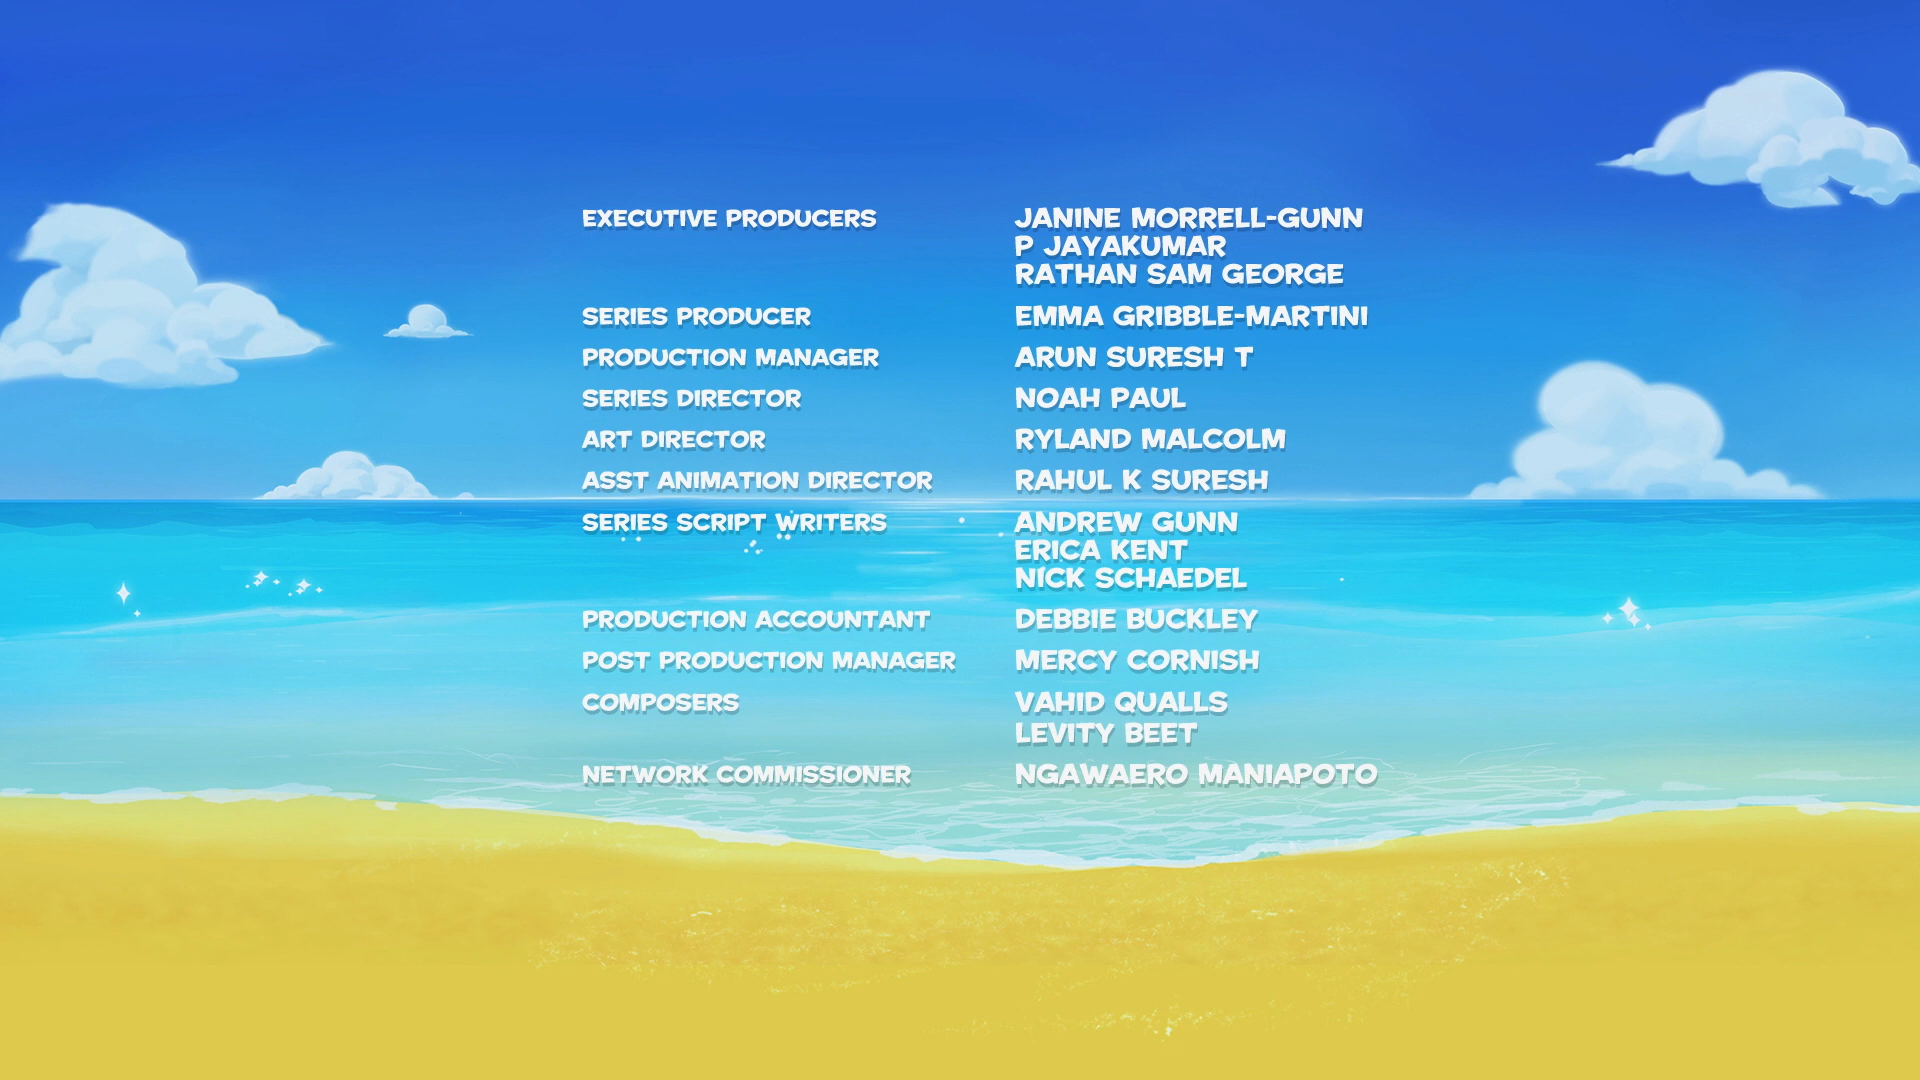 EXECUTIVE PRODUCERS JANINE MORRELL-GUNN
P JAYAKUMAR
RATHAN SAM GEORGE
SERIES PRODUCER EMMA GRIBBLE-MARTINI
PRODUCTION MANAGER ARUN SURESH T
SERIES DIRECTOR NOAH PAUL
ART DIRECTOR RYLAND MALCOLM
ASST ANIMATION DIRECTOR RAHUL K SURESH
SERIES SCRIPT WRITERS ANDREW GUNN
ERICA KENT
NICK SCHAEDEL
PRODUCTION ACCOUNTANT DEBBIE BUCKLEY
POST PRODUCTION MANAGER MERCY CORNISH
COMPOSERS VAHID QUALLS
LEVITY BEET
NETWORK COMMISSIONER NGAWAERO MANIAPOTO